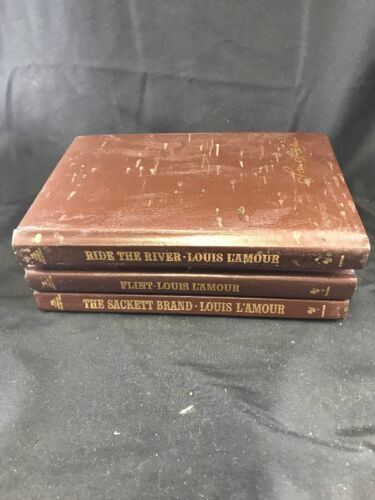 RIDE THE RIVER · LOUIS L'AMOUR
FLINT · LOUIS L'AMOUR
THE SACKETT BRAND · LOUIS L'AMOUR